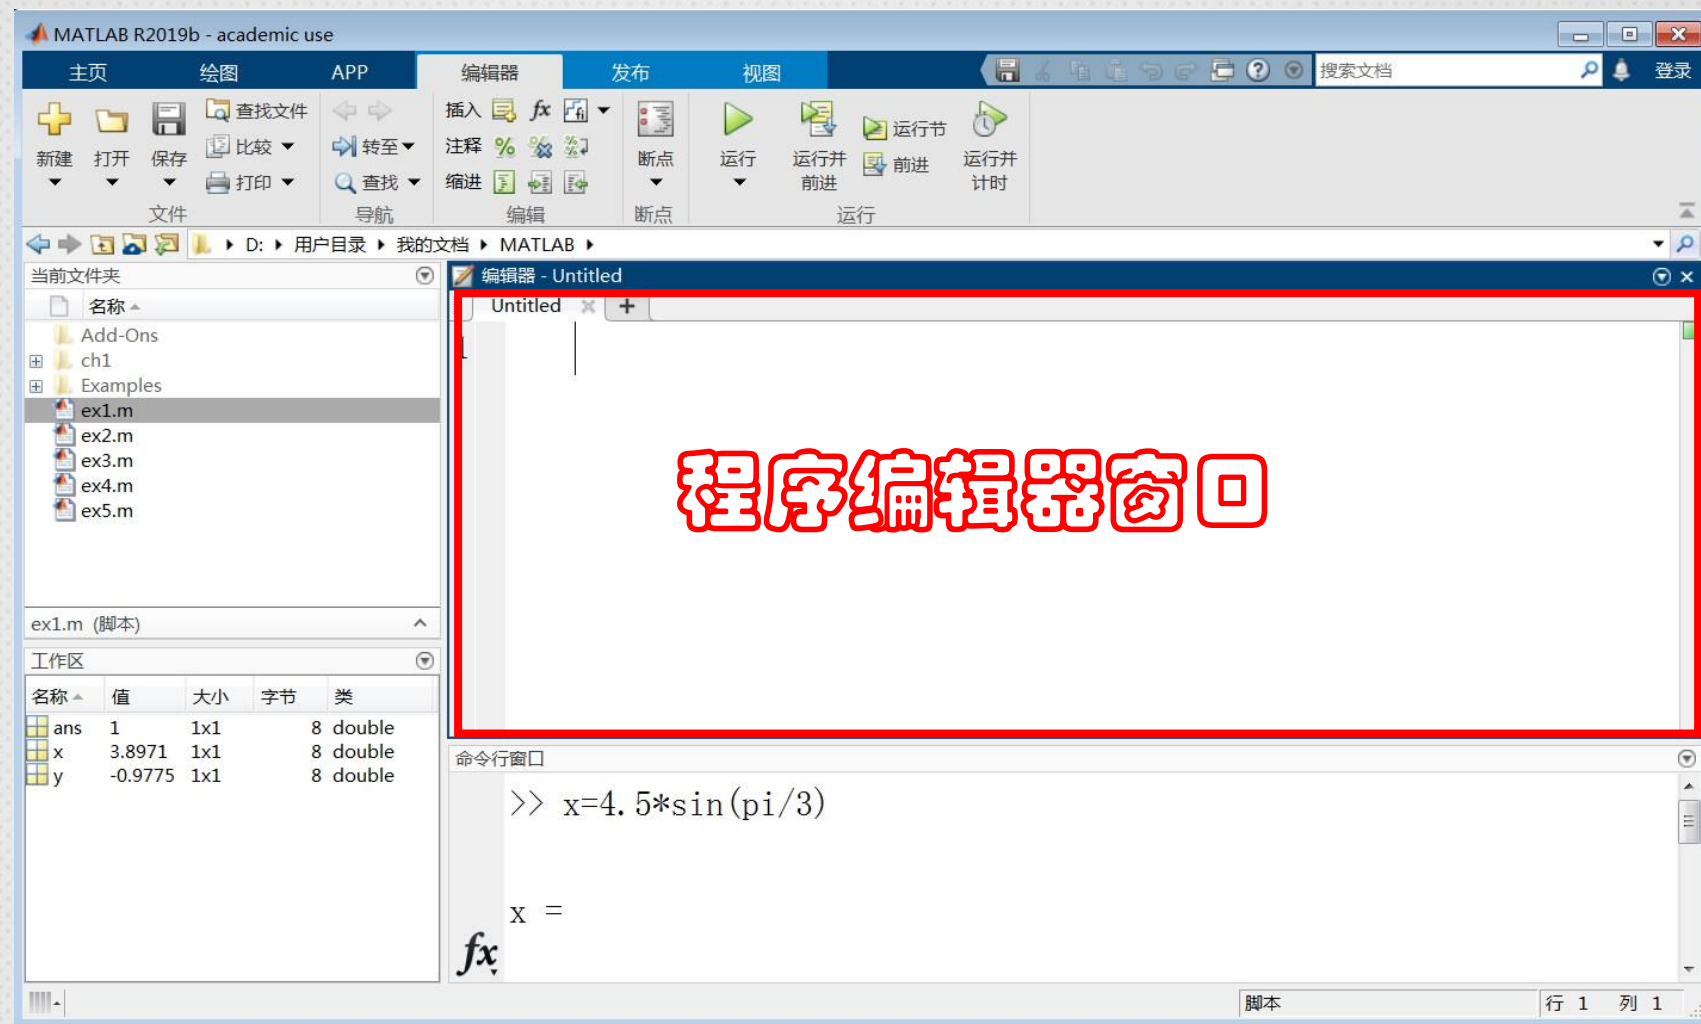 MATLAB R2019b - academic use
主页 绘图 APP 编辑器 发布 视图 搜索文档 登录
新建 打开 保存 查找文件 比较 打印
文件
转至 查找
导航
插入 fx
注释
缩进
编辑
断点
断点
运行 运行并前进 运行节 前进 运行并计时
运行
D: 用户目录 我的文档 MATLAB
当前文件夹
名称
Add-Ons
ch1
Examples
ex1.m
ex2.m
ex3.m
ex4.m
ex5.m
ex1.m (脚本)
工作区
名称 值 大小 字节 类
ans 1 1x1 8 double
x 3.8971 1x1 8 double
y -0.9775 1x1 8 double
编辑器 - Untitled
Untitled
1
程序编辑器窗口
命令行窗口
>> x=4.5*sin(pi/3)
x =
fx
脚本 行 1 列 1